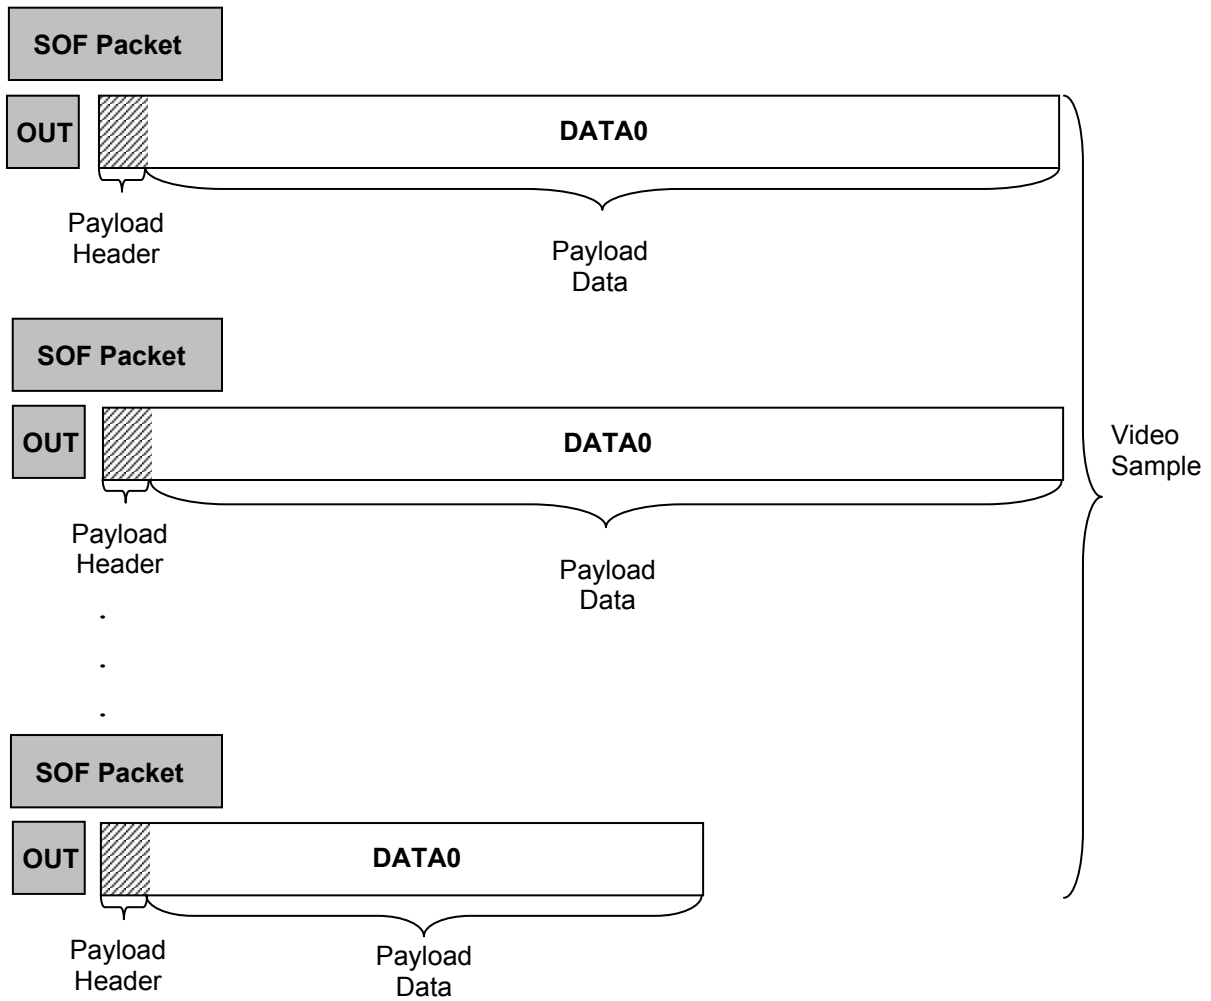 SOF Packet
OUT
DATA0
Payload
Header
Payload
Data
SOF Packet
OUT
DATA0
Video
Sample
Payload
Header
Payload
Data
.
.
.
SOF Packet
OUT
DATA0
Payload
Header
Payload
Data